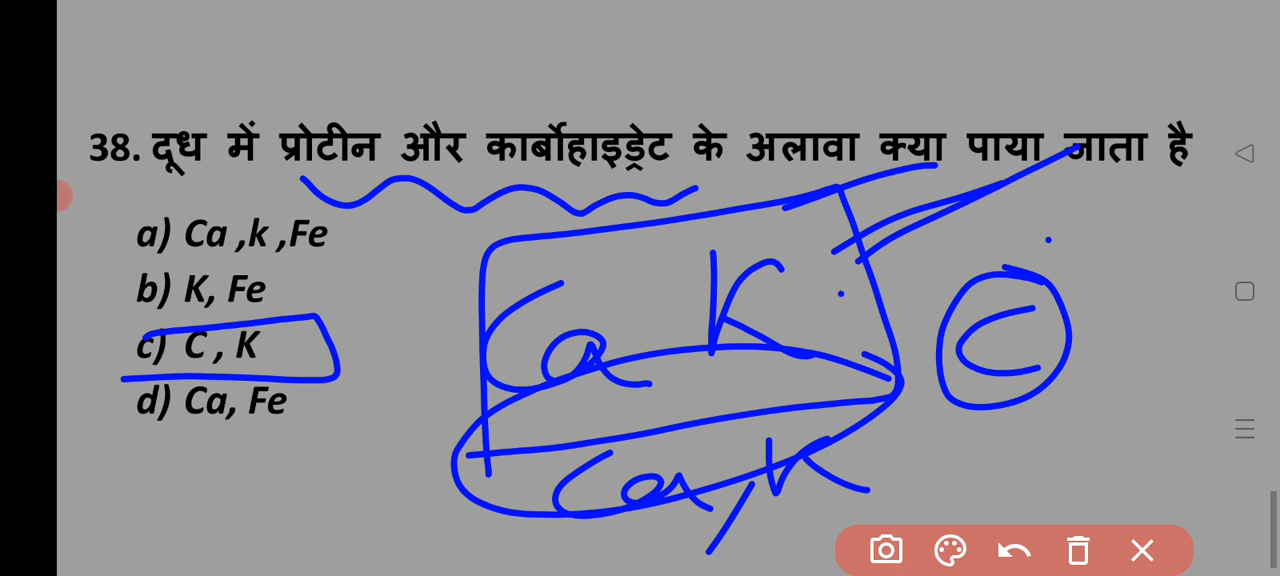 38. दूध में प्रोटीन और कार्बोहाइड्रेट के अलावा क्या पाया जाता है
a) Ca ,k ,Fe
b) K, Fe
c) C , K
d) Ca, Fe
Ca K
C
Ca, K